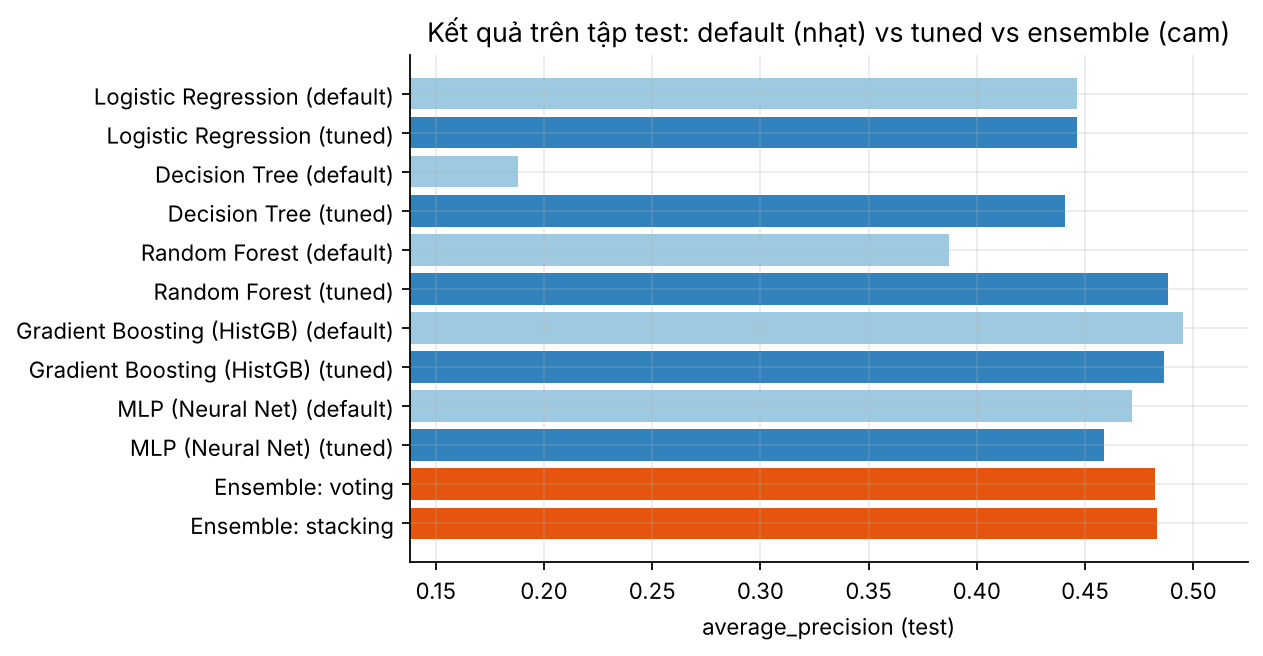 Kết quả trên tập test: default (nhạt) vs tuned vs ensemble (cam)
Logistic Regression (default)
Logistic Regression (tuned)
Decision Tree (default)
Decision Tree (tuned)
Random Forest (default)
Random Forest (tuned)
Gradient Boosting (HistGB) (default)
Gradient Boosting (HistGB) (tuned)
MLP (Neural Net) (default)
MLP (Neural Net) (tuned)
Ensemble: voting
Ensemble: stacking
0.15 0.20 0.25 0.30 0.35 0.40 0.45 0.50
average_precision (test)